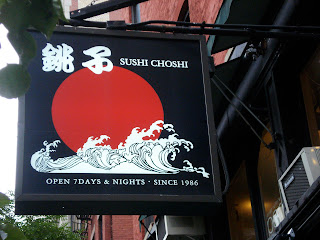 銚子 SUSHI CHOSHI
OPEN 7DAYS & NIGHTS · SINCE 1986